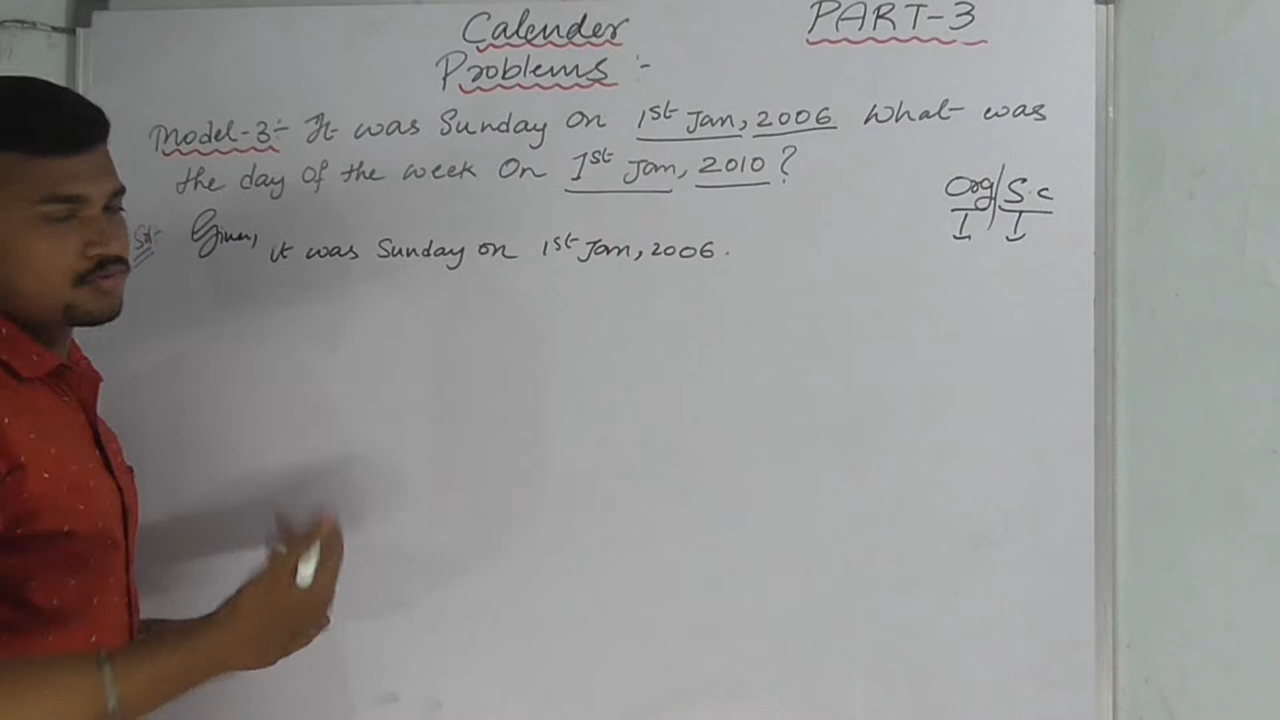 Calender
Problems :-
PART-3
Model-3:- It was Sunday on 1st Jan, 2006 What was
the day of the week on 1st Jan, 2010?
Org/S.C
I I
Sol:- Given, it was Sunday on 1st Jan, 2006.